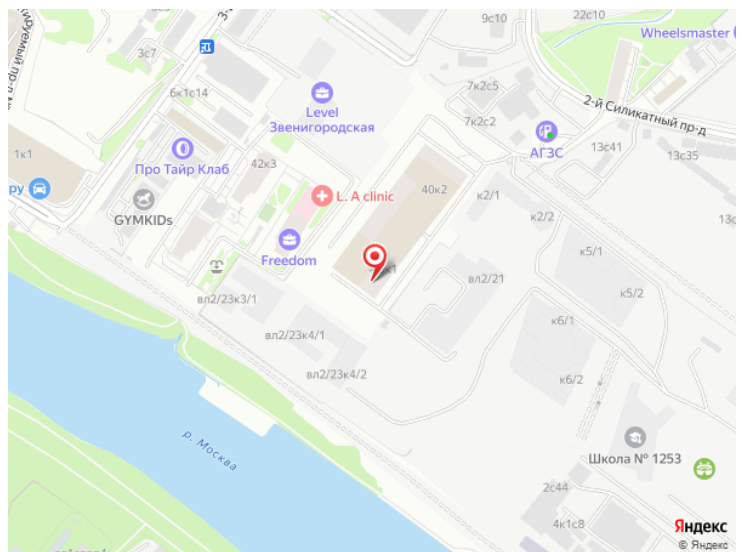 9с10
22с10
Wheelsmaster
3с7
6к1с14
7к2с5
7к2с2
2-й Силикатный пр-д
Level
Звенигородская
АГЗС
13с41
13с35
1к1
Про Тайр Клаб
42к3
L. A clinic
40к2
к2/1
ру
GYMKIDs
к2/2
Freedom
к5/1
вл2/21
к5/2
вл2/23к3/1
вл2/23к4/1
к6/1
вл2/23к4/2
к6/2
р. Москва
Школа № 1253
2с44
4к1с8
Яндекс
© Яндекс